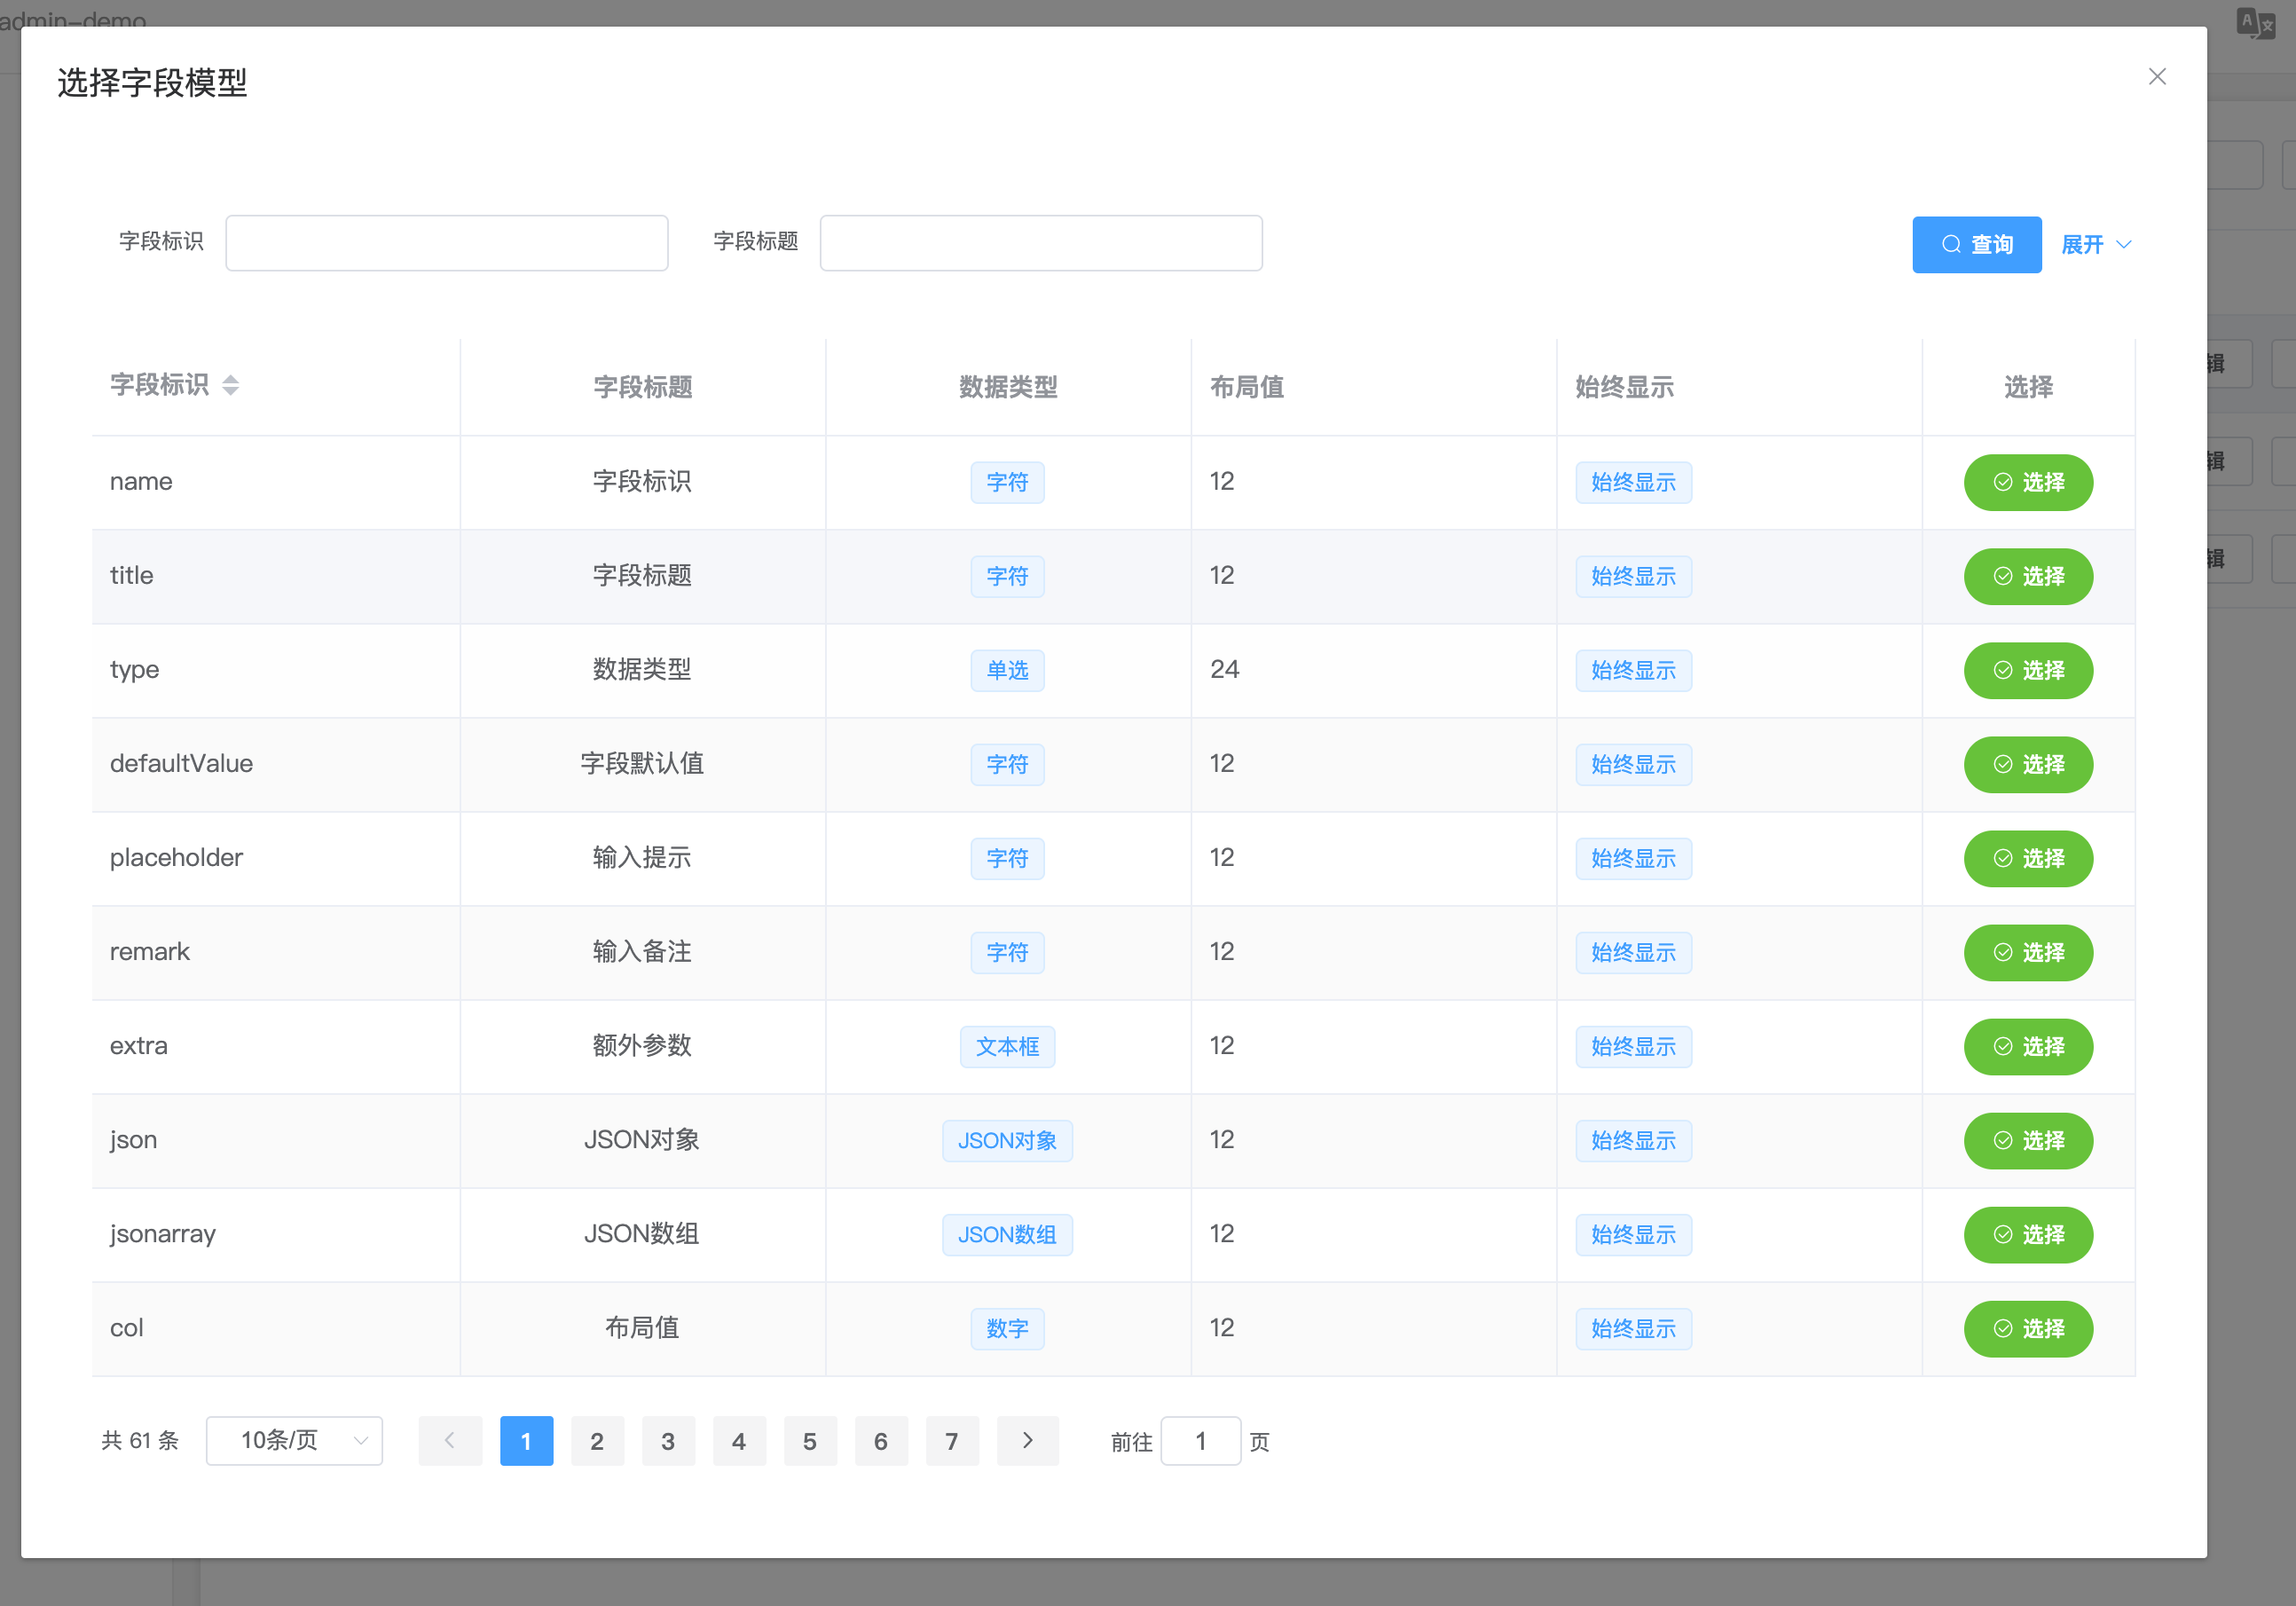 admin-demo
选择字段模型
字段标识 字段标题 查询 展开
字段标识 字段标题 数据类型 布局值 始终显示 选择
name 字段标识 字符 12 始终显示 选择
title 字段标题 字符 12 始终显示 选择
type 数据类型 单选 24 始终显示 选择
defaultValue 字段默认值 字符 12 始终显示 选择
placeholder 输入提示 字符 12 始终显示 选择
remark 输入备注 字符 12 始终显示 选择
extra 额外参数 文本框 12 始终显示 选择
json JSON对象 JSON对象 12 始终显示 选择
jsonarray JSON数组 JSON数组 12 始终显示 选择
col 布局值 数字 12 始终显示 选择
共 61 条 10条/页 1 2 3 4 5 6 7 前往 1 页
辑
辑
辑